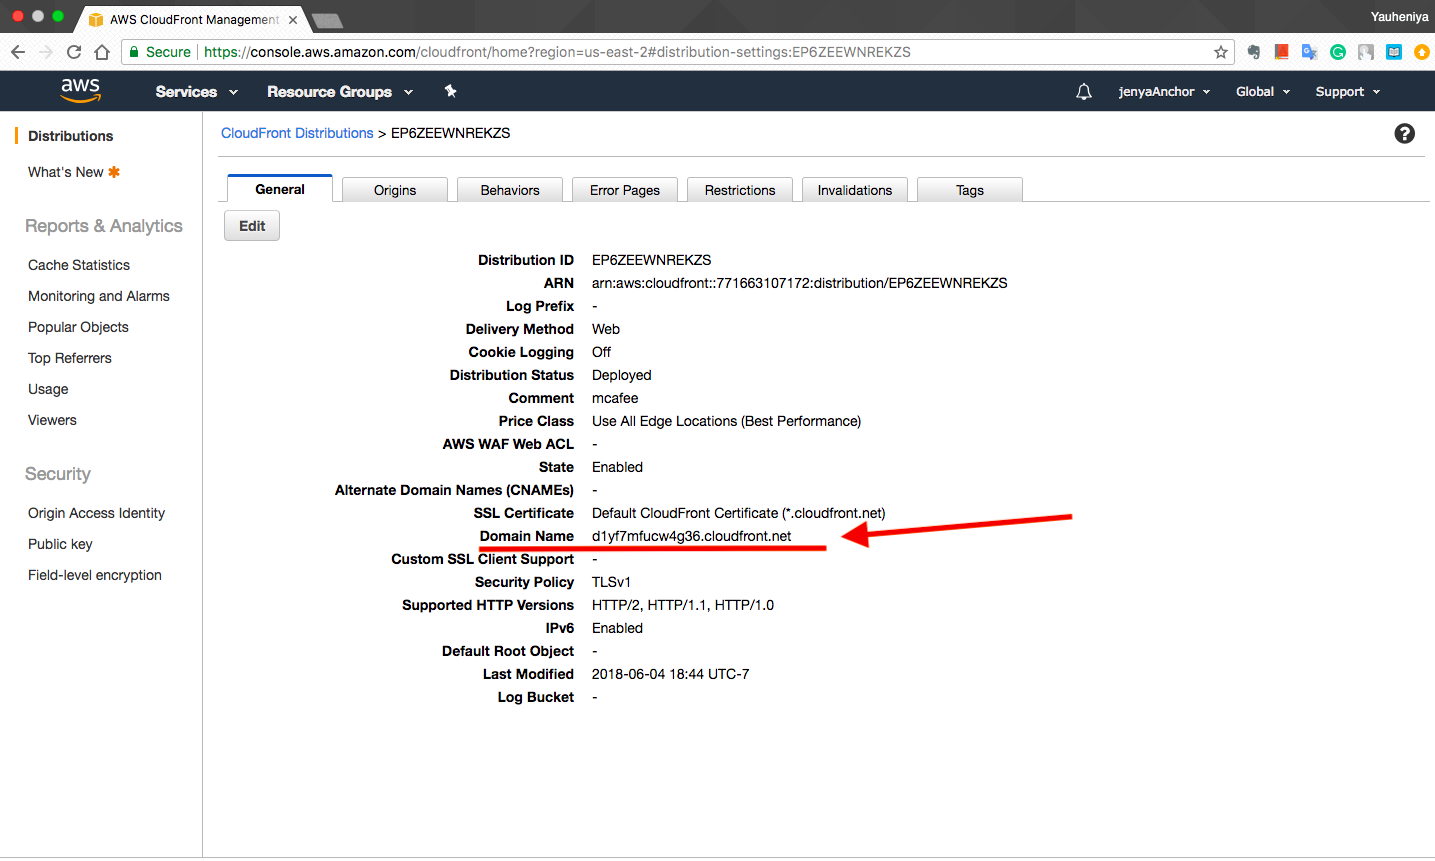 AWS CloudFront Management
Yauheniya
Secure https://console.aws.amazon.com/cloudfront/home?region=us-east-2#distribution-settings:EP6ZEEWNREKZS
aws Services Resource Groups jenyaAnchor Global Support
Distributions
What's New
Reports & Analytics
Cache Statistics
Monitoring and Alarms
Popular Objects
Top Referrers
Usage
Viewers
Security
Origin Access Identity
Public key
Field-level encryption
CloudFront Distributions > EP6ZEEWNREKZS
?
General Origins Behaviors Error Pages Restrictions Invalidations Tags
Edit
Distribution ID EP6ZEEWNREKZS
ARN arn:aws:cloudfront::771663107172:distribution/EP6ZEEWNREKZS
Log Prefix -
Delivery Method Web
Cookie Logging Off
Distribution Status Deployed
Comment mcafee
Price Class Use All Edge Locations (Best Performance)
AWS WAF Web ACL -
State Enabled
Alternate Domain Names (CNAMEs) -
SSL Certificate Default CloudFront Certificate (*.cloudfront.net)
Domain Name d1yf7mfucw4g36.cloudfront.net
Custom SSL Client Support -
Security Policy TLSv1
Supported HTTP Versions HTTP/2, HTTP/1.1, HTTP/1.0
IPv6 Enabled
Default Root Object -
Last Modified 2018-06-04 18:44 UTC-7
Log Bucket -